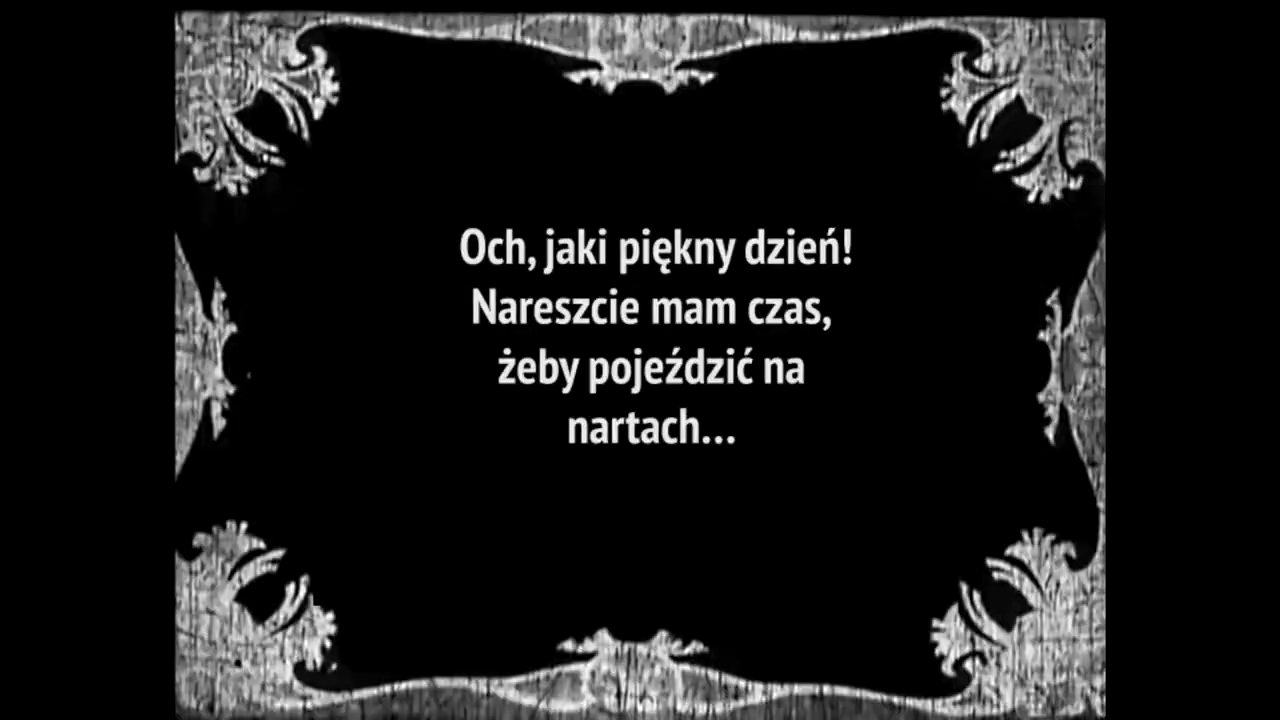 Och, jaki piękny dzień!
Nareszcie mam czas,
żeby pojeździć na
nartach...